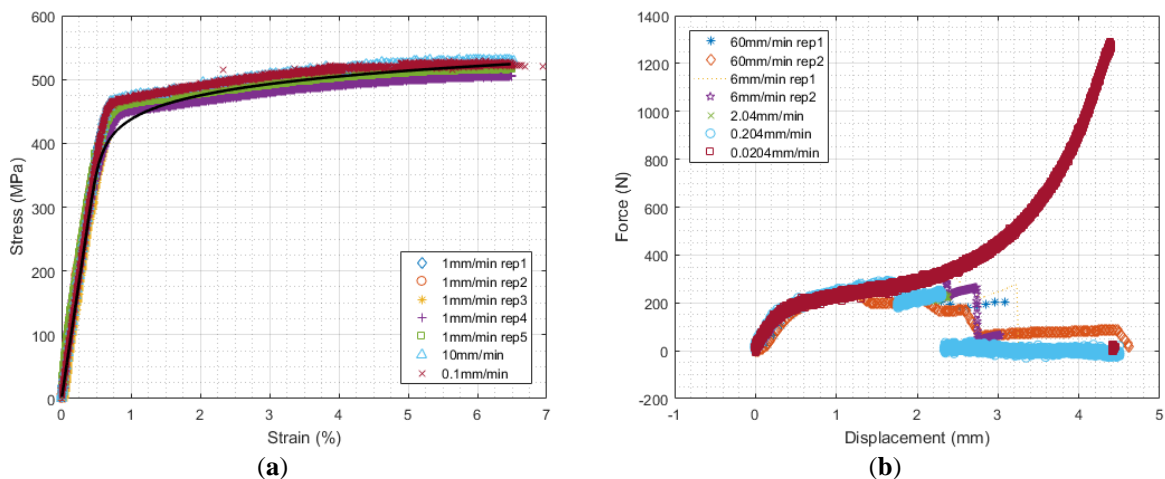 600
500
400
300
200
100
0
Stress (MPa)
0
1
2
3
4
5
6
7
Strain (%)
1mm/min rep1
1mm/min rep2
1mm/min rep3
1mm/min rep4
1mm/min rep5
10mm/min
0.1mm/min
(a)
1400
1200
1000
800
600
400
200
0
-200
Force (N)
-1
0
1
2
3
4
5
Displacement (mm)
60mm/min rep1
60mm/min rep2
6mm/min rep1
6mm/min rep2
2.04mm/min
0.204mm/min
0.0204mm/min
(b)